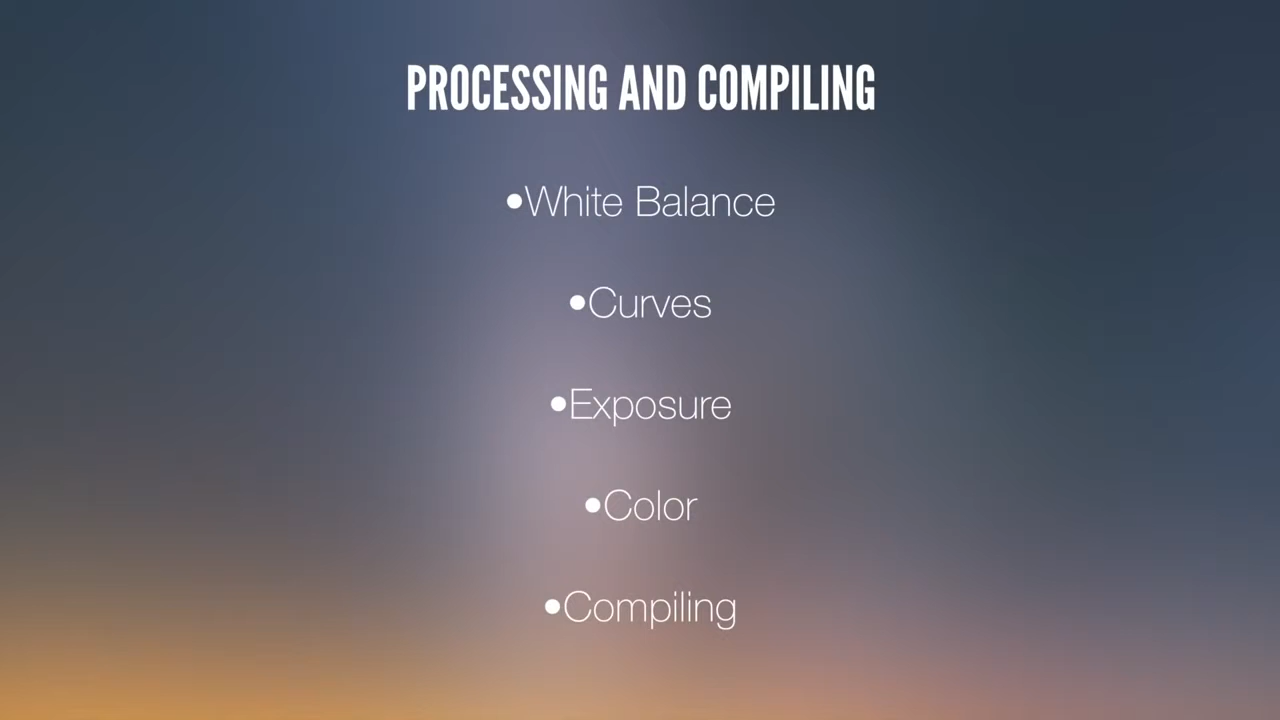 PROCESSING AND COMPILING
•White Balance
•Curves
•Exposure
•Color
•Compiling